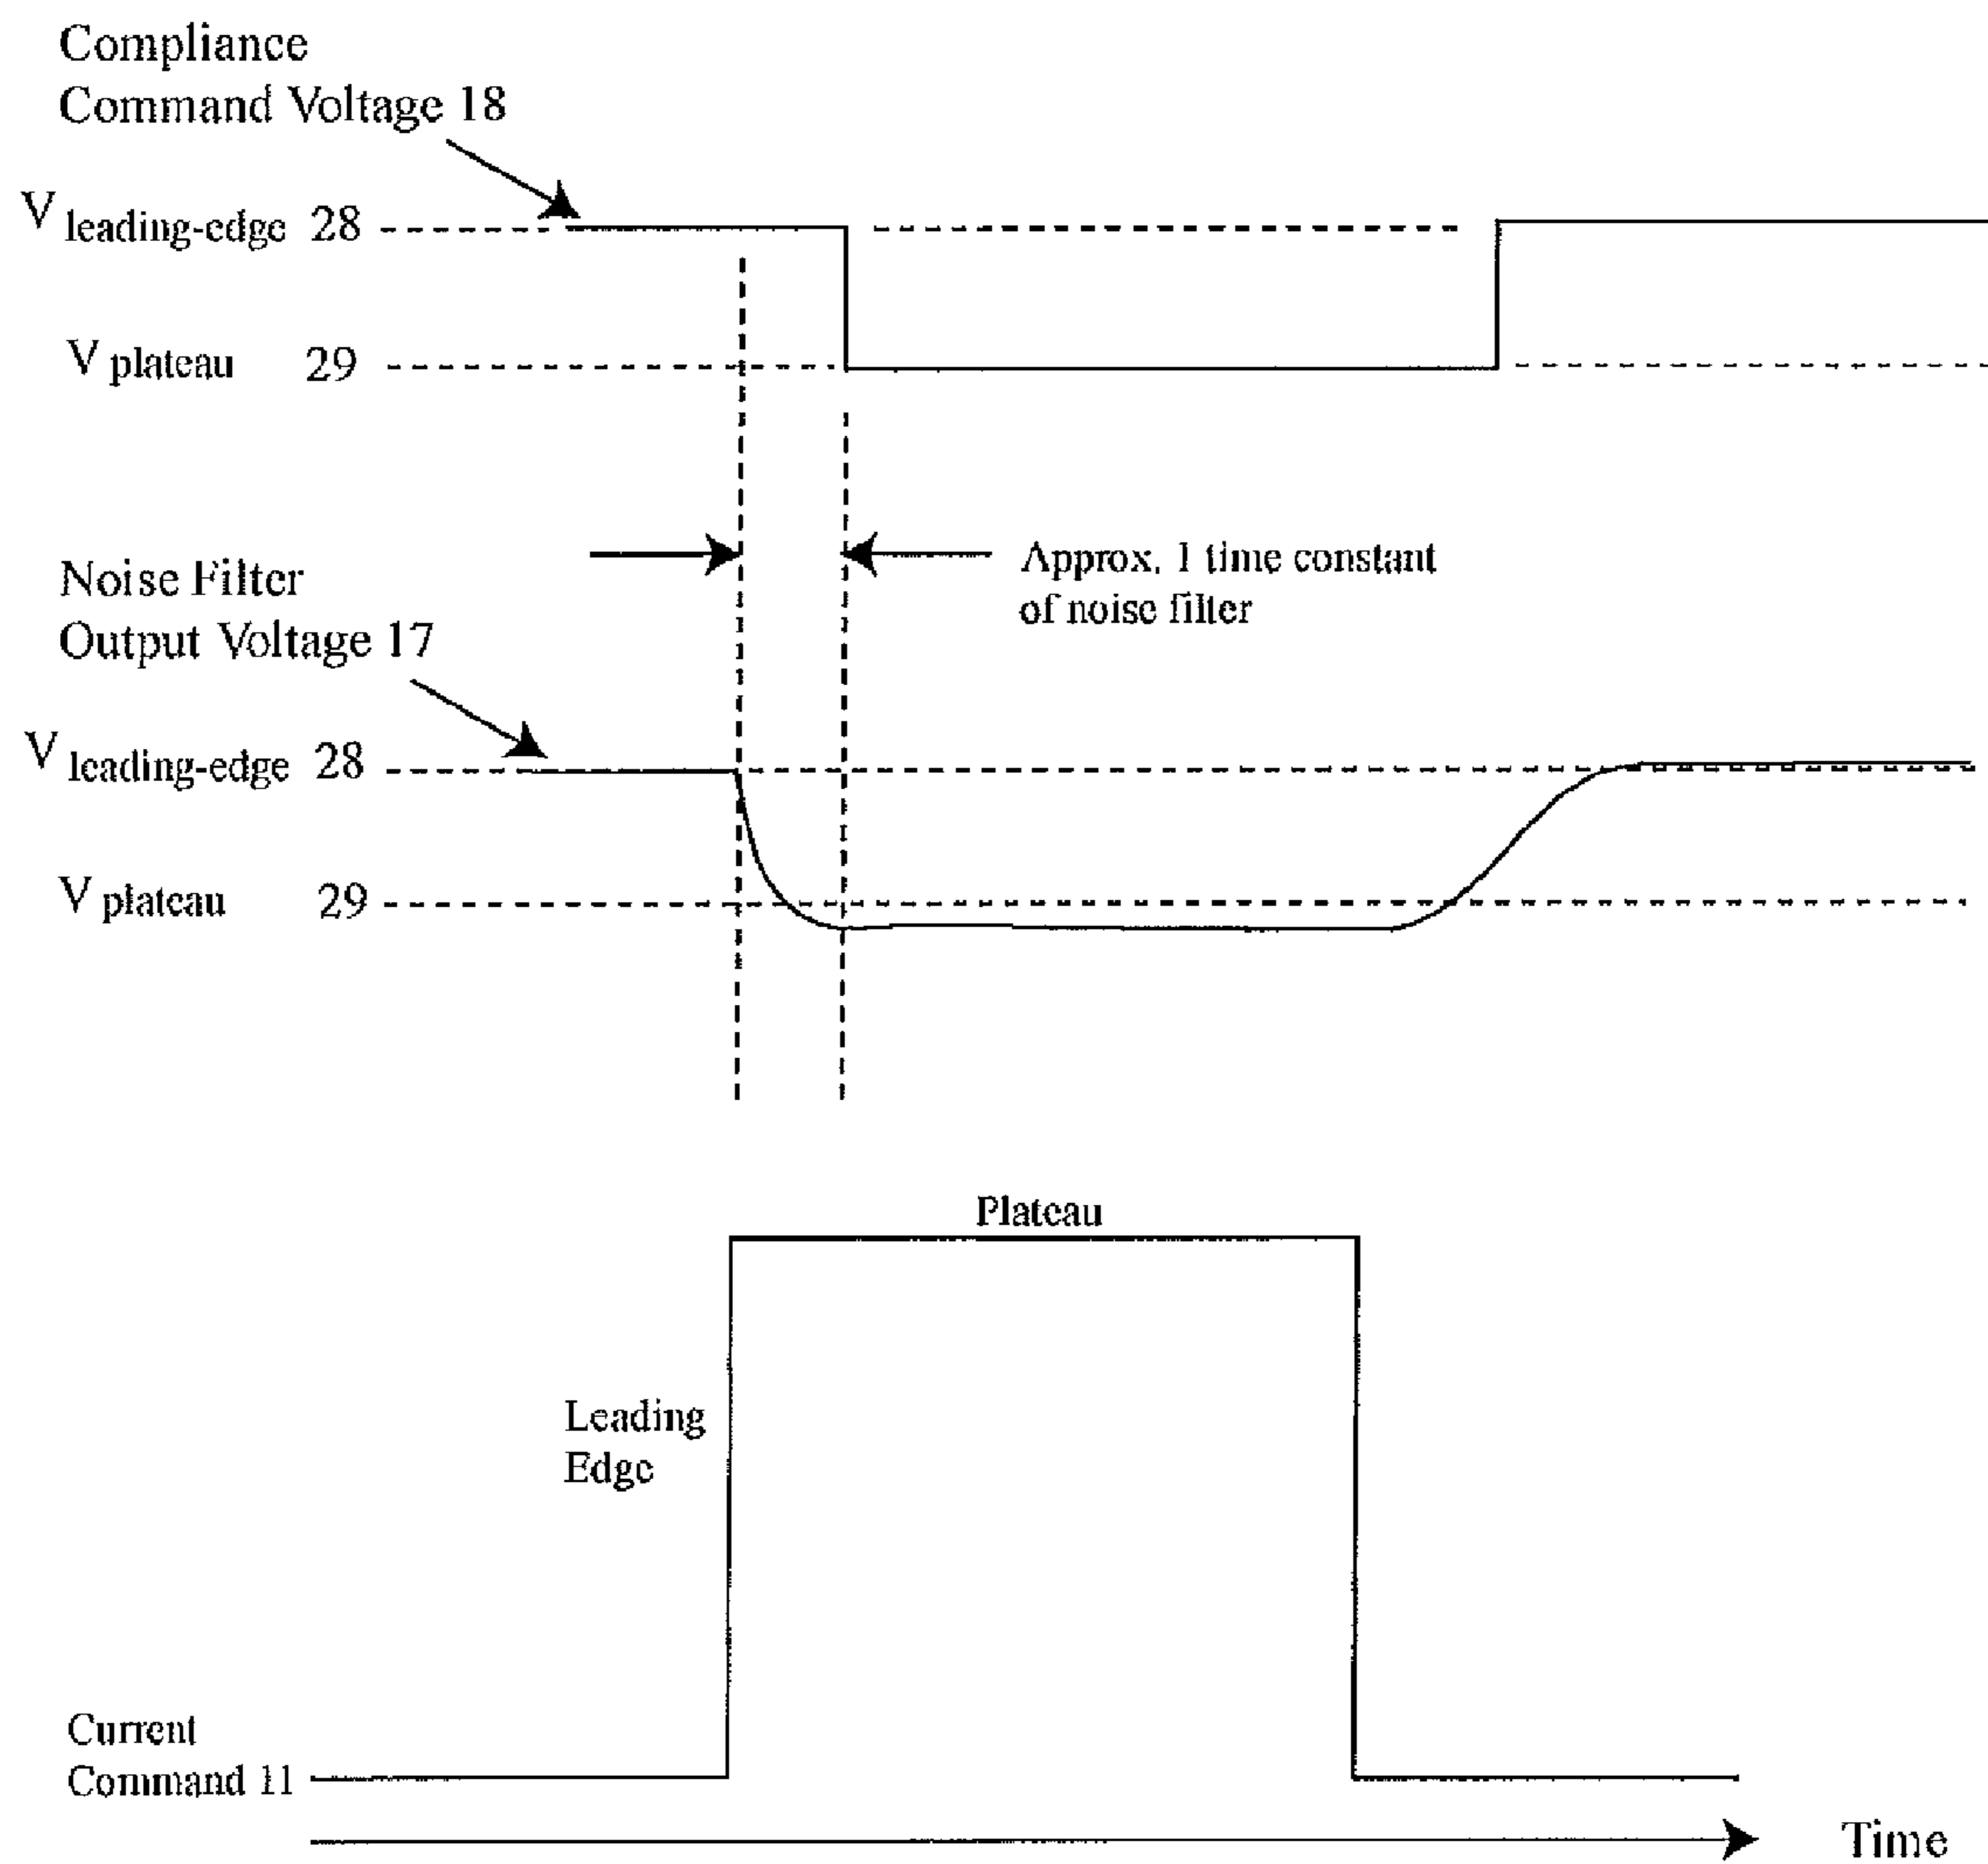 Compliance
Command Voltage 18
V leading-edge 28
V plateau 29
Approx. 1 time constant
of noise filter
Noise Filter
Output Voltage 17
V leading-edge 28
V plateau 29
Plateau
Leading
Edge
Current
Command 11
Time